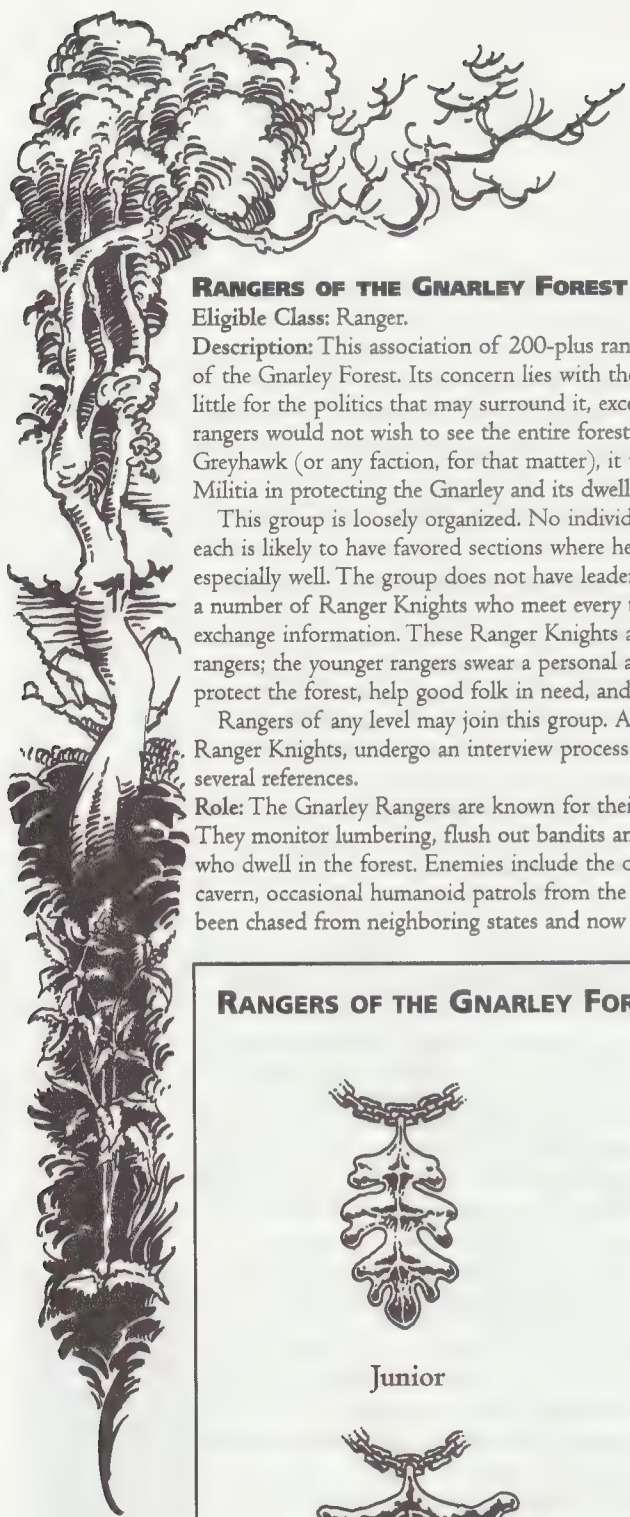 RANGERS OF THE GNARLEY FOREST
Eligible Class: Ranger.
Description: This association of 200-plus ran
of the Gnarley Forest. Its concern lies with the
little for the politics that may surround it, exce
rangers would not wish to see the entire forest
Greyhawk (or any faction, for that matter), it
Militia in protecting the Gnarley and its dwell
This group is loosely organized. No individ
each is likely to have favored sections where he
especially well. The group does not have leader
a number of Ranger Knights who meet every
exchange information. These Ranger Knights a
rangers; the younger rangers swear a personal a
protect the forest, help good folk in need, and
Rangers of any level may join this group. A
Ranger Knights, undergo an interview process
several references.
Role: The Gnarley Rangers are known for thei
They monitor lumbering, flush out bandits an
who dwell in the forest. Enemies include the o
cavern, occasional humanoid patrols from the
been chased from neighboring states and now
RANGERS OF THE GNARLEY FOR
Junior